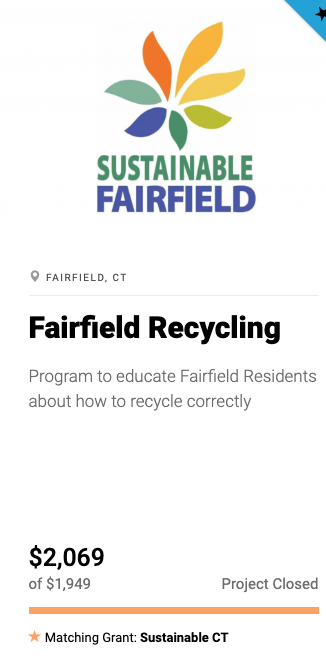 SUSTAINABLE
FAIRFIELD
FAIRFIELD, CT
Fairfield Recycling
Program to educate Fairfield Residents
about how to recycle correctly
$2,069
of $1,949 Project Closed
Matching Grant: Sustainable CT